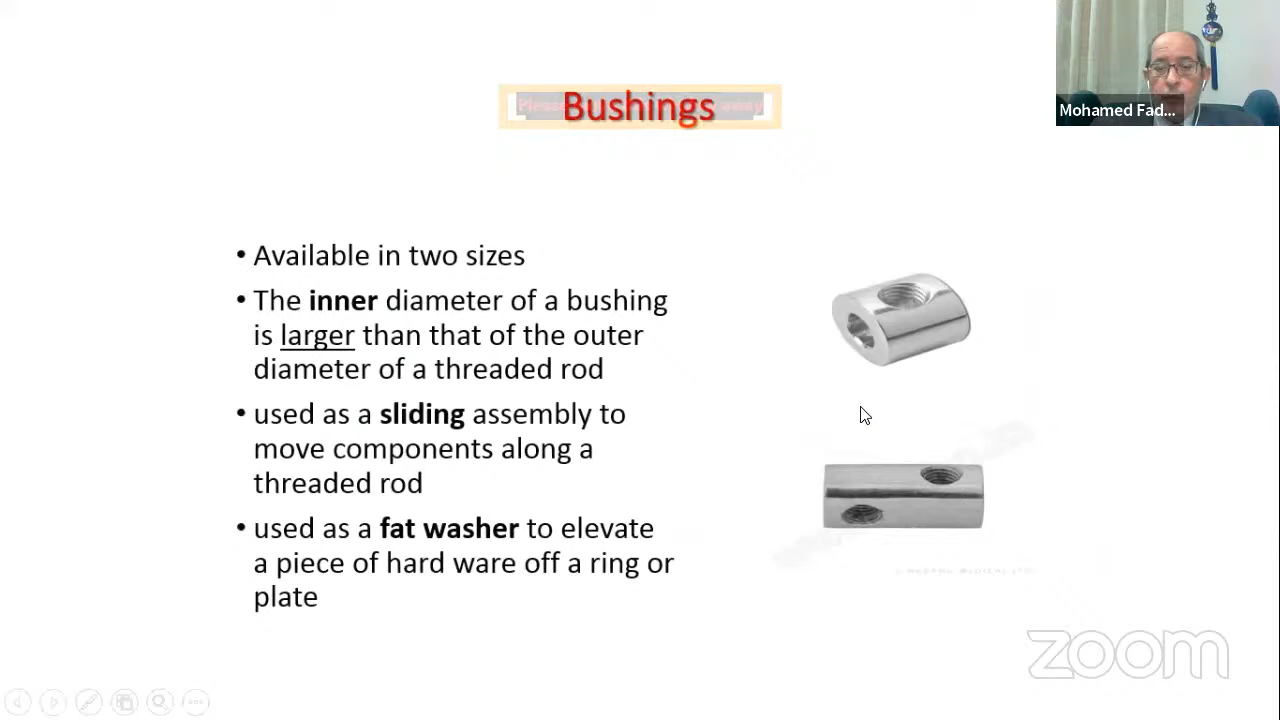 Bushings
Mohamed Fad...
• Available in two sizes
• The inner diameter of a bushing
is larger than that of the outer
diameter of a threaded rod
• used as a sliding assembly to
move components along a
threaded rod
• used as a fat washer to elevate
a piece of hard ware off a ring or
plate
zoom